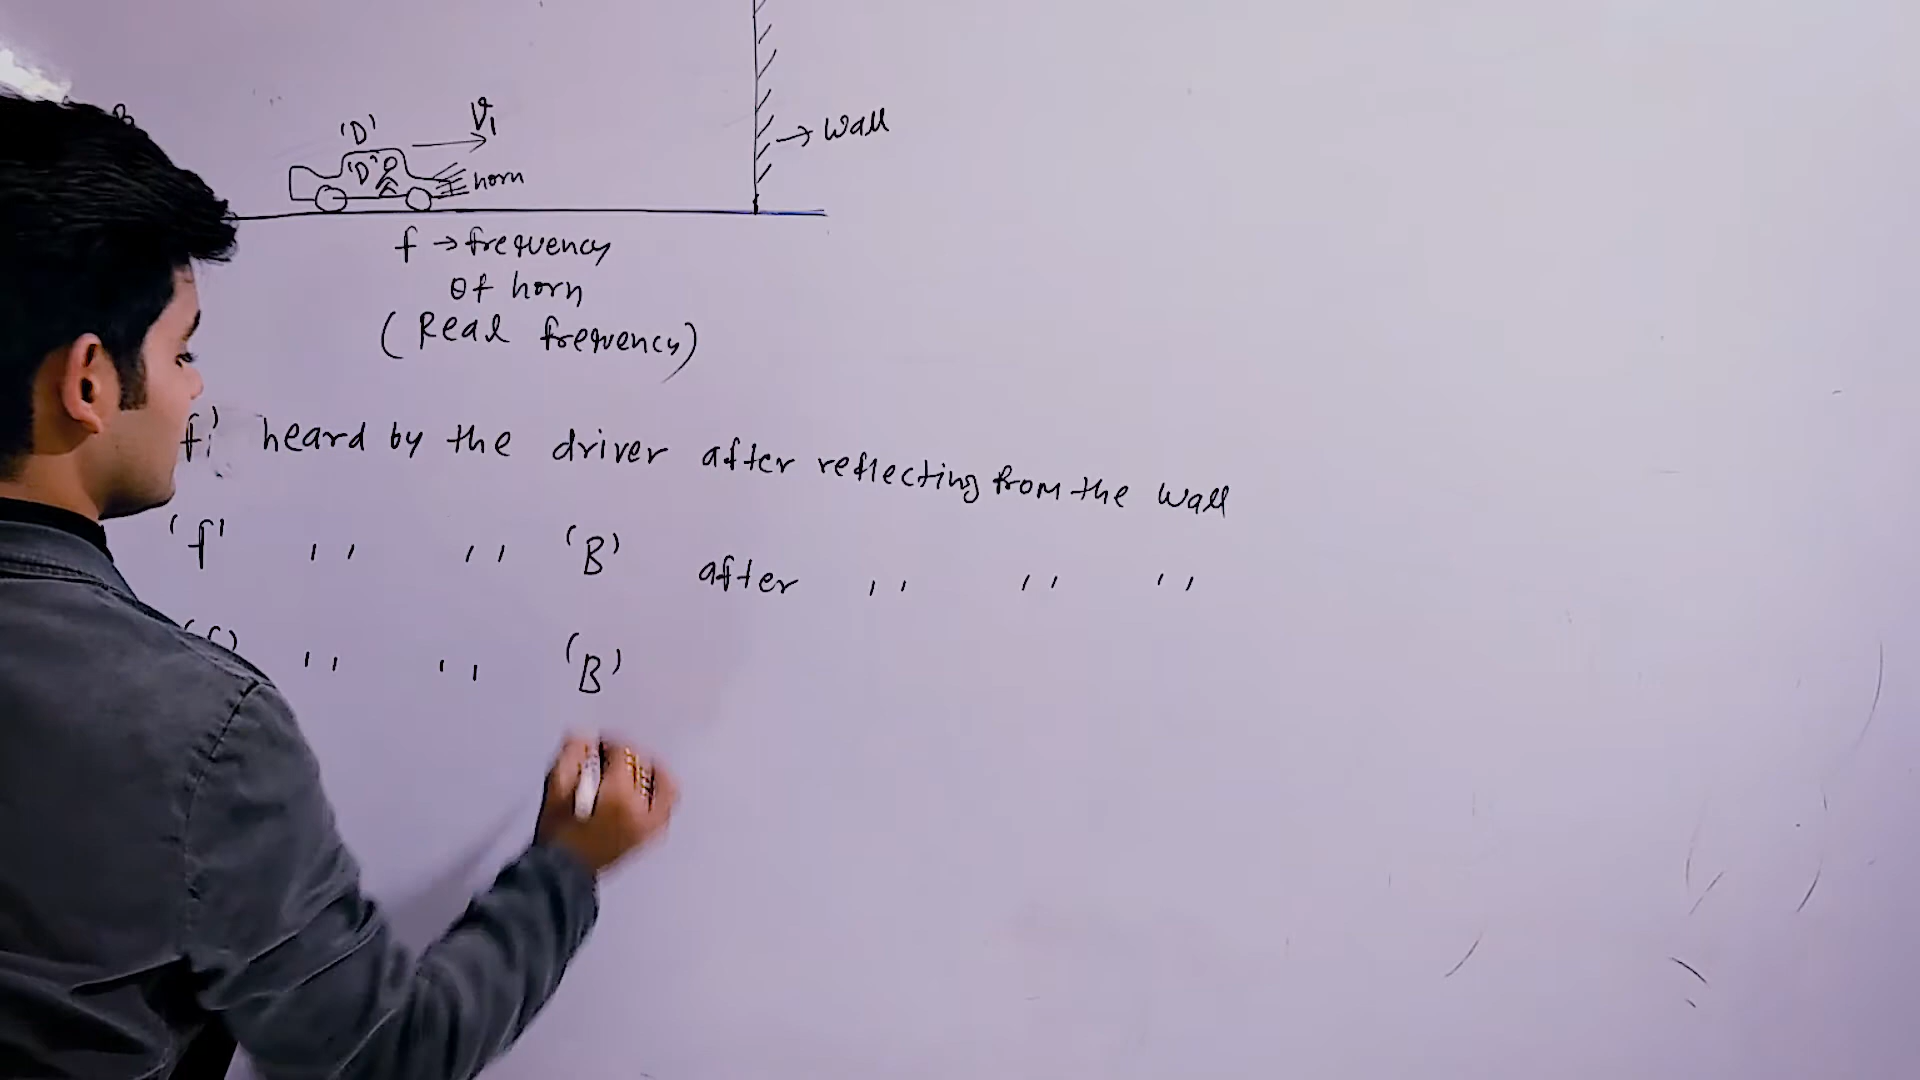 B
'D'
V₁
'D'
horn
→ Wall
f → frequency
of horn
(Real frequency)
'f' heard by the driver after reflecting from the wall
'f' '' '' 'B' after '' '' ''
'f' '' '' 'B'